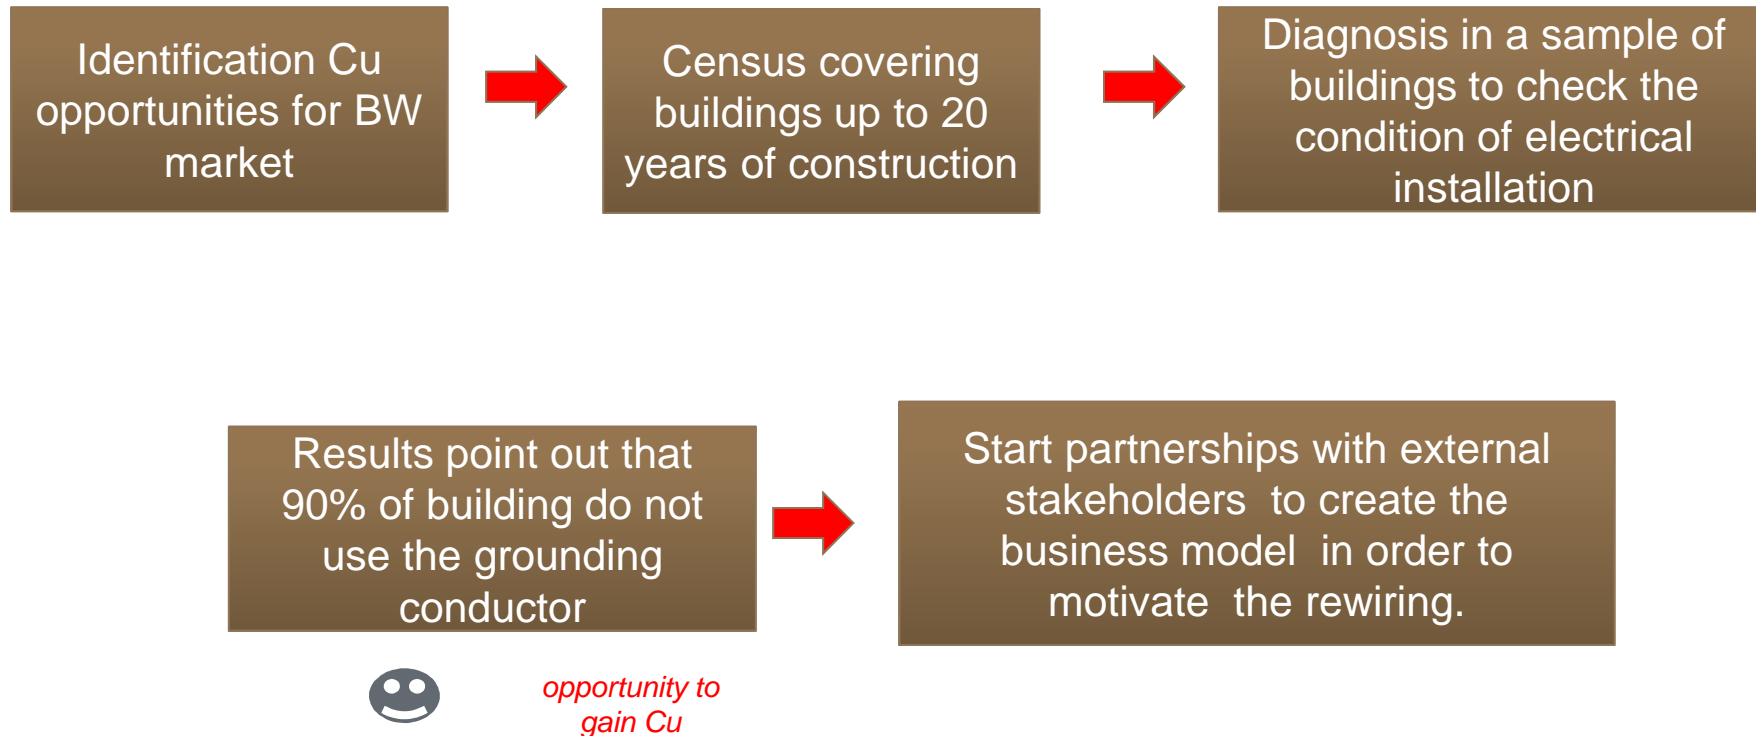 Identification Cu
opportunities for BW
market
Census covering
buildings up to 20
years of construction
Diagnosis in a sample of
buildings to check the
condition of electrical
installation
Results point out that
90% of building do not
use the grounding
conductor
Start partnerships with external
stakeholders  to create the
business model  in order to
motivate  the rewiring.
opportunity to
gain Cu